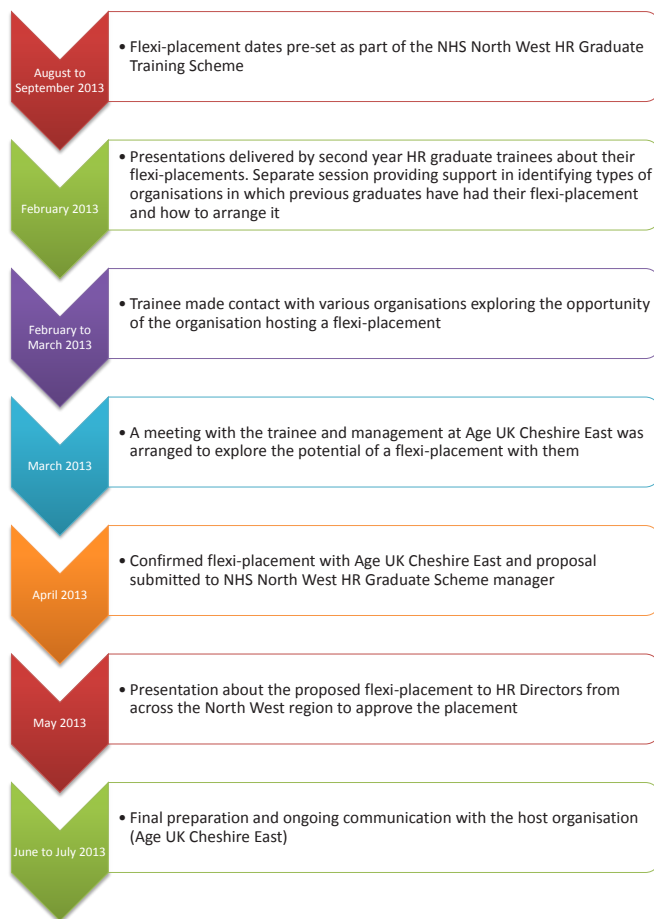 August to
September 2013
• Flexi-placement dates pre-set as part of the NHS North West HR Graduate
Training Scheme
February 2013
• Presentations delivered by second year HR graduate trainees about their
flexi-placements. Separate session providing support in identifying types of
organisations in which previous graduates have had their flexi-placement
and how to arrange it
February to
March 2013
• Trainee made contact with various organisations exploring the opportunity
of the organisation hosting a flexi-placement
March 2013
• A meeting with the trainee and management at Age UK Cheshire East was
arranged to explore the potential of a flexi-placement with them
April 2013
• Confirmed flexi-placement with Age UK Cheshire East and proposal
submitted to NHS North West HR Graduate Scheme manager
May 2013
• Presentation about the proposed flexi-placement to HR Directors from
across the North West region to approve the placement
June to July 2013
• Final preparation and ongoing communication with the host organisation
(Age UK Cheshire East)